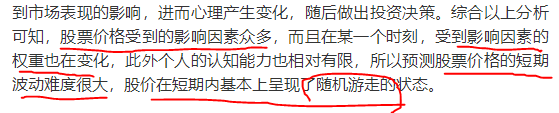 到市场表现的影响，进而心理产生变化，随后做出投资决策。综合以上分析
可知，股票价格受到的影响因素众多，而且在某一个时刻，受到影响因素的
权重也在变化，此外个人的认知能力也相对有限，所以预测股票价格的短期
波动难度很大，股价在短期内基本上呈现了随机游走的状态。